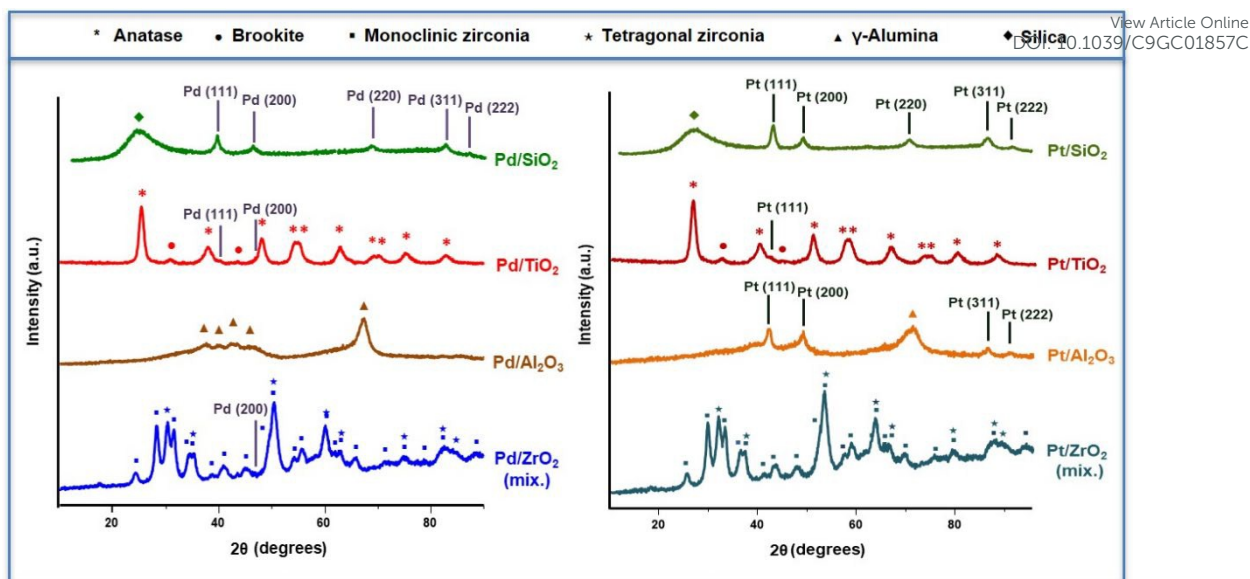 View Article Online
DOI: 10.1039/C9GC01857C
* Anatase ● Brookite ▪ Monoclinic zirconia ★ Tetragonal zirconia ▲ γ-Alumina ◆ Silica
Intensity (a.u.)
Pd (111)
Pd (200)
Pd (220)
Pd (311)
Pd (222)
Pd/SiO₂
Pd (111)
Pd (200)
Pd/TiO₂
Pd/Al₂O₃
Pd (200)
Pd/ZrO₂
(mix.)
20 40 60 80
2θ (degrees)
Intensity (a.u.)
Pt (111)
Pt (200)
Pt (220)
Pt (311)
Pt (222)
Pt/SiO₂
Pt (111)
Pt/TiO₂
Pt (111)
Pt (200)
Pt (311)
Pt (222)
Pt/Al₂O₃
Pt/ZrO₂
(mix.)
20 40 60 80
2θ (degrees)